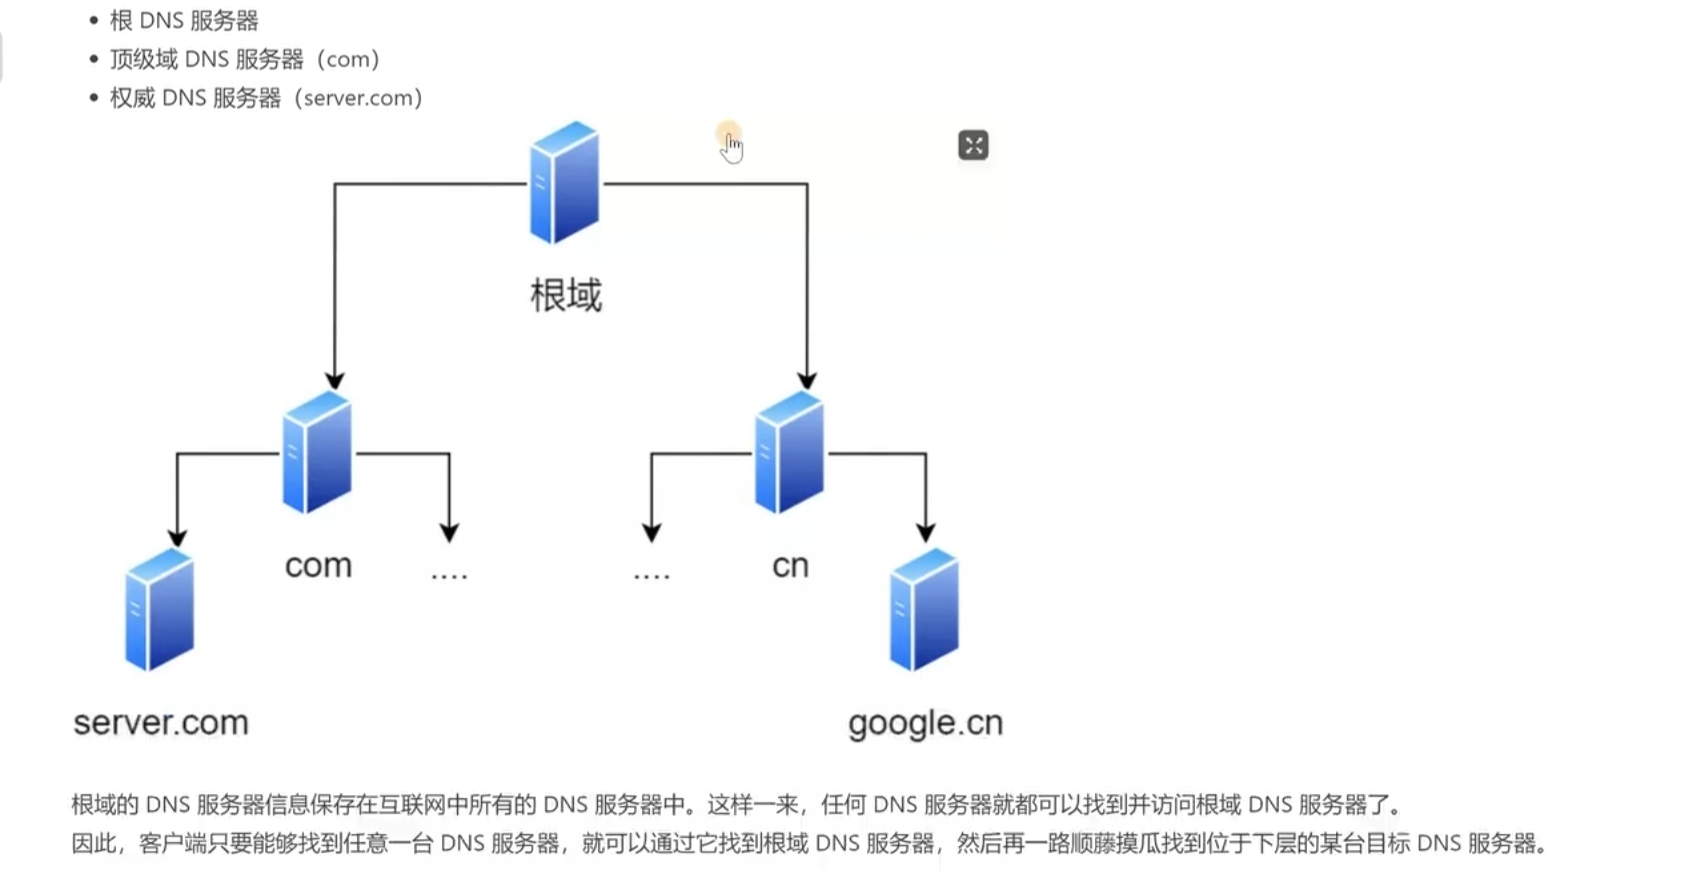 根 DNS 服务器
顶级域 DNS 服务器（com）
权威 DNS 服务器（server.com）
根域
com
....
....
cn
server.com
google.cn
根域的 DNS 服务器信息保存在互联网中所有的 DNS 服务器中。这样一来，任何 DNS 服务器就都可以找到并访问根域 DNS 服务器了。
因此，客户端只要能够找到任意一台 DNS 服务器，就可以通过它找到根域 DNS 服务器，然后再一路顺藤摸瓜找到位于下层的某台目标 DNS 服务器。